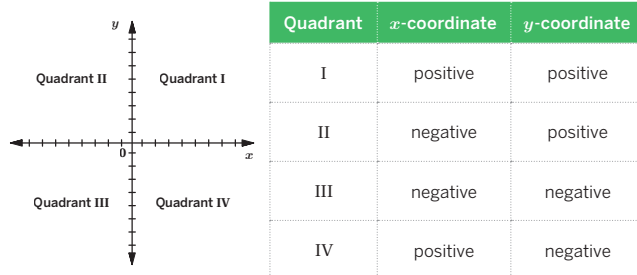 y
Quadrant II Quadrant I
0
x
Quadrant III Quadrant IV
Quadrant x-coordinate y-coordinate
I positive positive
II negative positive
III negative negative
IV positive negative